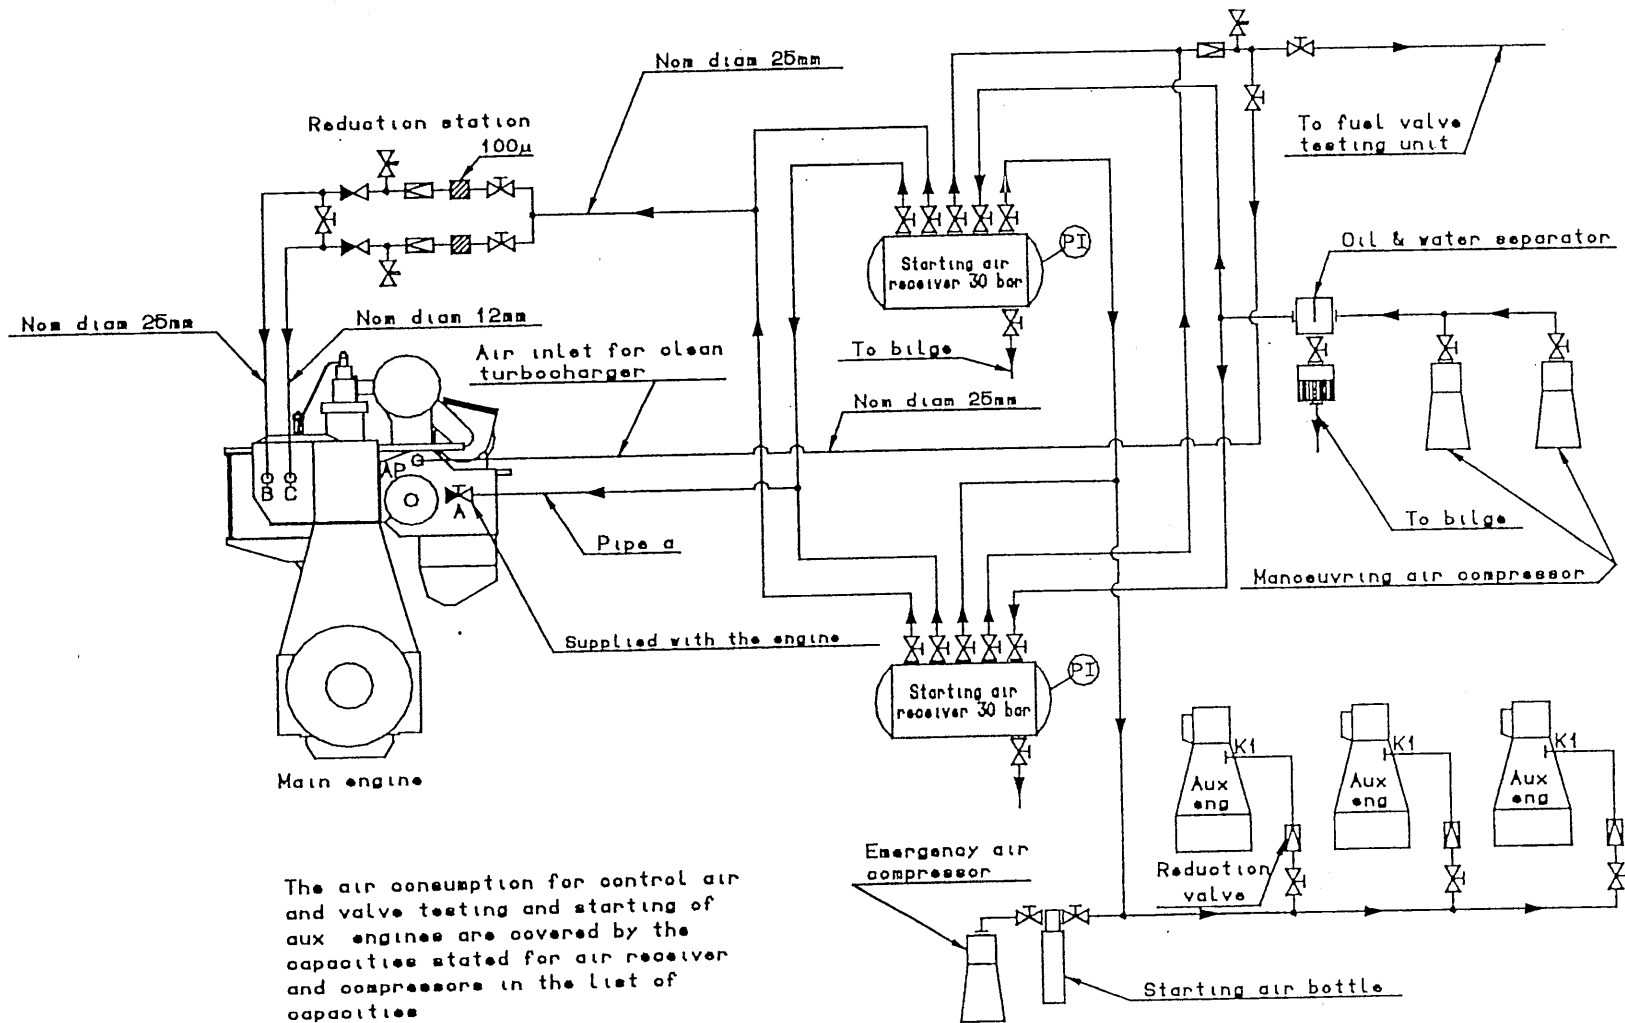 Nom diam 25mm
Reduation station
100µ
To fuel valve
testing unit
PI
Starting air
receiver 30 bar
Oil & water separator
Nom diam 25mm
Nom diam 12mm
Air inlet for clean
turbocharger
To bilge
Nom diam 25mm
AP
B
C
A
Pipe a
To bilge
Manoeuvring air compressor
Supplied with the engine
PI
Starting air
receiver 30 bar
Main engine
K1
K1
K1
Aux
eng
Aux
eng
Aux
eng
Emergency air
compressor
Reduction
valve
The air consumption for control air
and valve testing and starting of
aux engines are covered by the
capacities stated for air receiver
and compressors in the list of
capacities
Starting air bottle